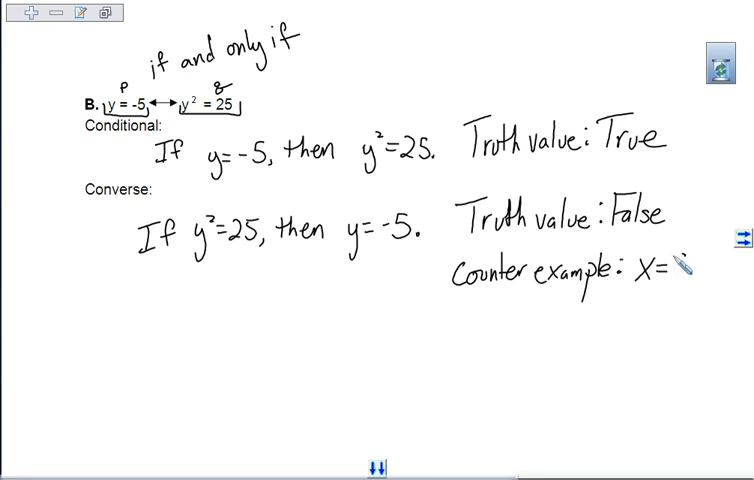 if and only if
p q
B. y = -5 ↔ y² = 25
Conditional:
If y=-5, then y²=25. Truth value: True
Converse:
If y²=25, then y=-5. Truth value: False
Counter example: x=